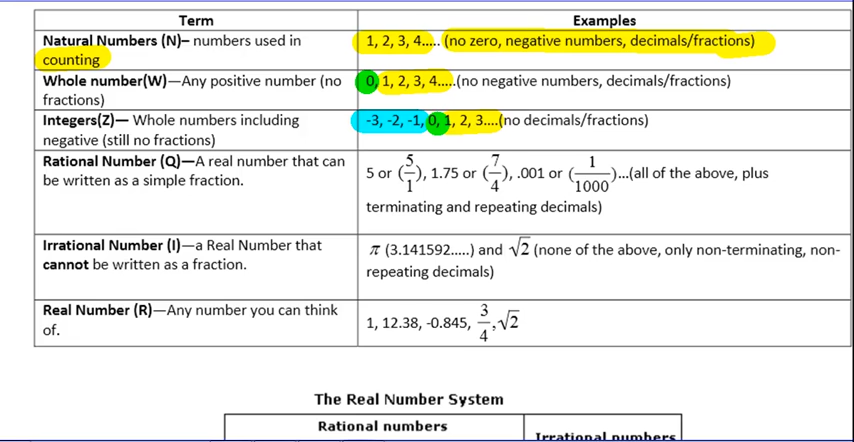 Term Examples
Natural Numbers (N)– numbers used in
counting
1, 2, 3, 4..... (no zero, negative numbers, decimals/fractions)
Whole number(W)—Any positive number (no
fractions)
0, 1, 2, 3, 4.....(no negative numbers, decimals/fractions)
Integers(Z)— Whole numbers including
negative (still no fractions)
-3, -2, -1, 0, 1, 2, 3....(no decimals/fractions)
Rational Number (Q)—A real number that can
be written as a simple fraction.
5 or (5/1), 1.75 or (7/4), .001 or (1/1000)...(all of the above, plus
terminating and repeating decimals)
Irrational Number (I)—a Real Number that
cannot be written as a fraction.
π (3.141592.....) and √2 (none of the above, only non-terminating, non-
repeating decimals)
Real Number (R)—Any number you can think
of.
1, 12.38, -0.845, 3/4, √2
The Real Number System
Rational numbers Irrational numbers